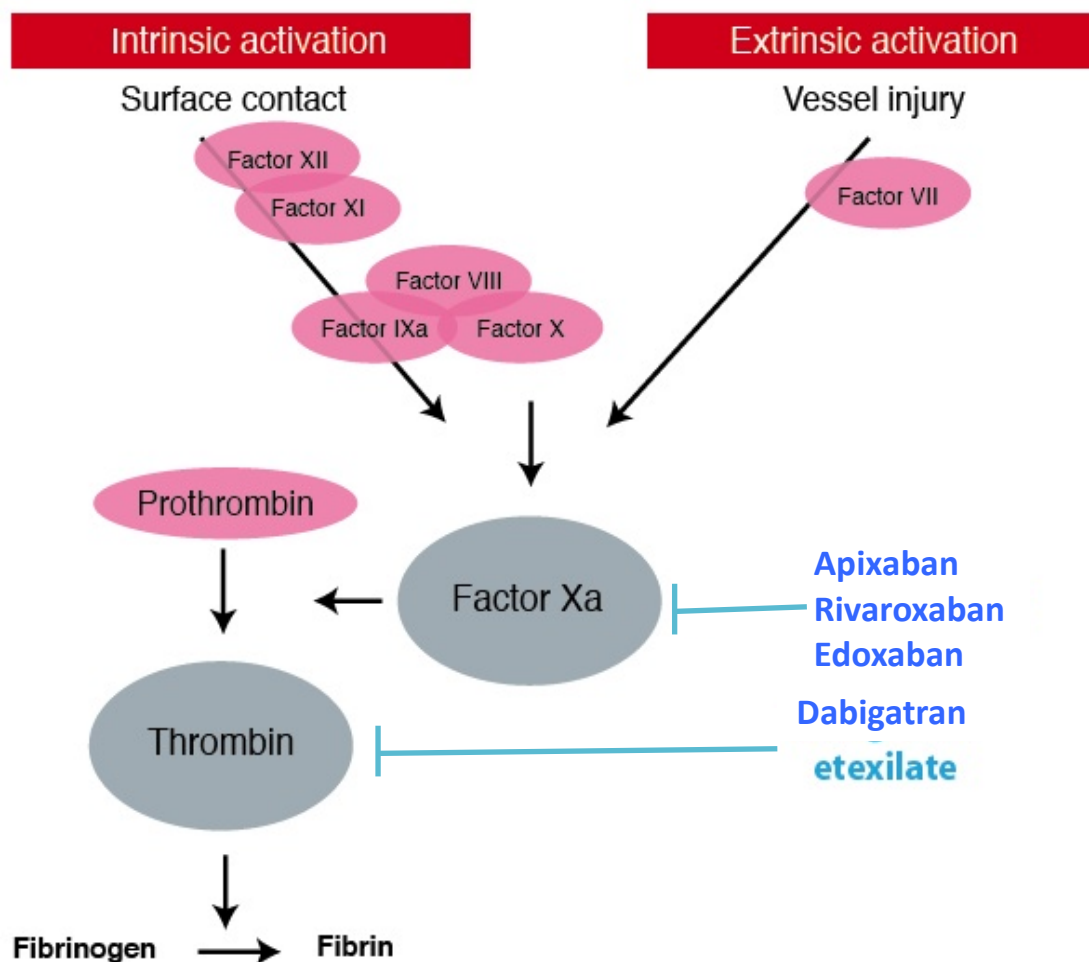 Intrinsic activation
Extrinsic activation
Surface contact
Vessel injury
Factor XII
Factor XI
Factor VII
Factor VIII
Factor IXa
Factor X
Prothrombin
Factor Xa
Apixaban
Rivaroxaban
Edoxaban
Thrombin
Dabigatran
etexilate
Fibrinogen
Fibrin